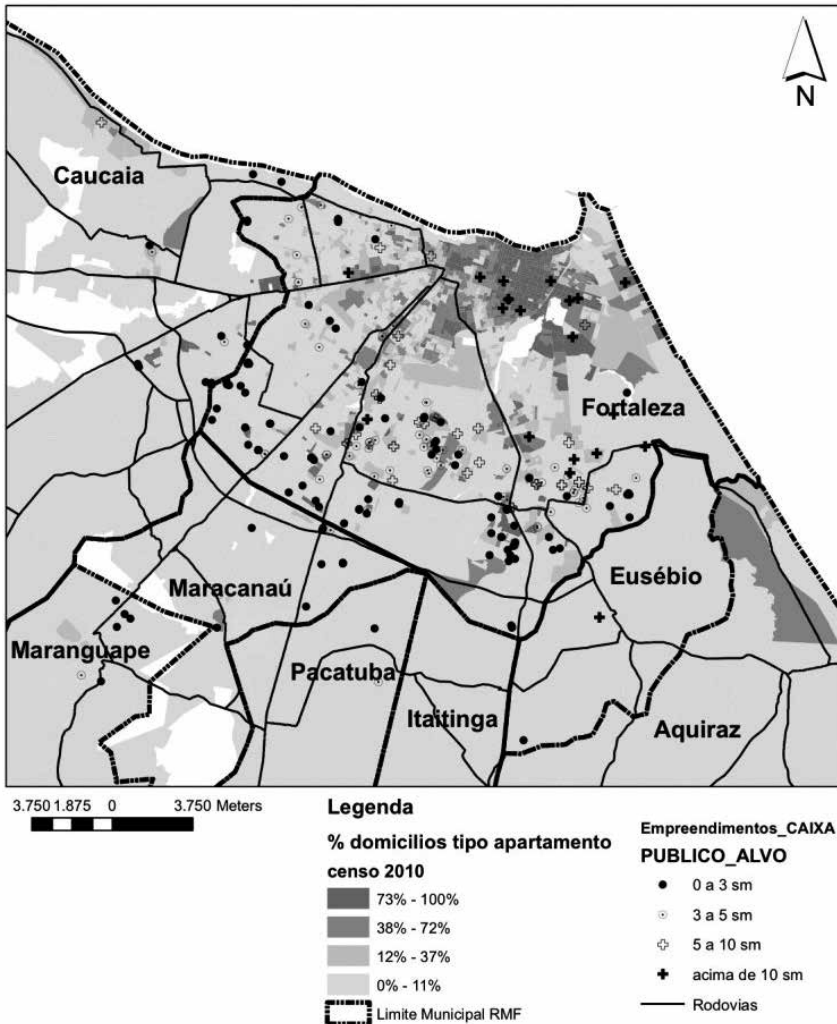 N
Caucaia
Fortaleza
Maracanaú
Eusébio
Maranguape
Pacatuba
Itaitinga
Aquiraz
3.750 1.875 0 3.750 Meters
Legenda
% domicilios tipo apartamento
censo 2010
73% - 100%
38% - 72%
12% - 37%
0% - 11%
Limite Municipal RMF
Empreendimentos_CAIXA
PUBLICO_ALVO
0 a 3 sm
3 a 5 sm
5 a 10 sm
acima de 10 sm
Rodovias